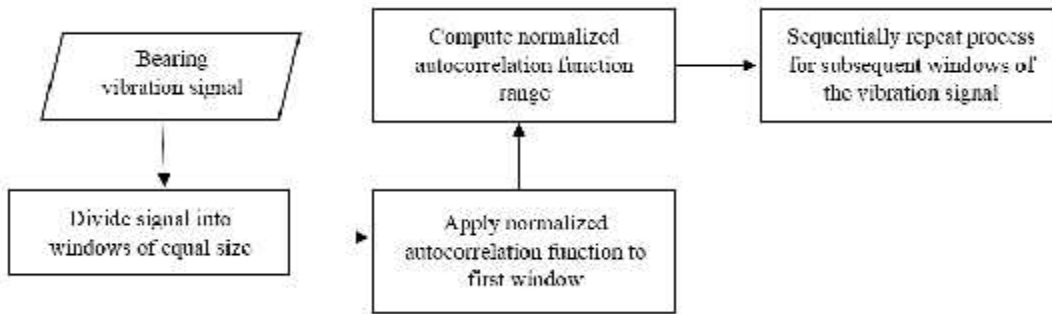 Bearing
vibration signal
Divide signal into
windows of equal size
Apply normalized
autocorrelation function to
first window
Compute normalized
autocorrelation function
range
Sequentially repeat process
for subsequent windows of
the vibration signal